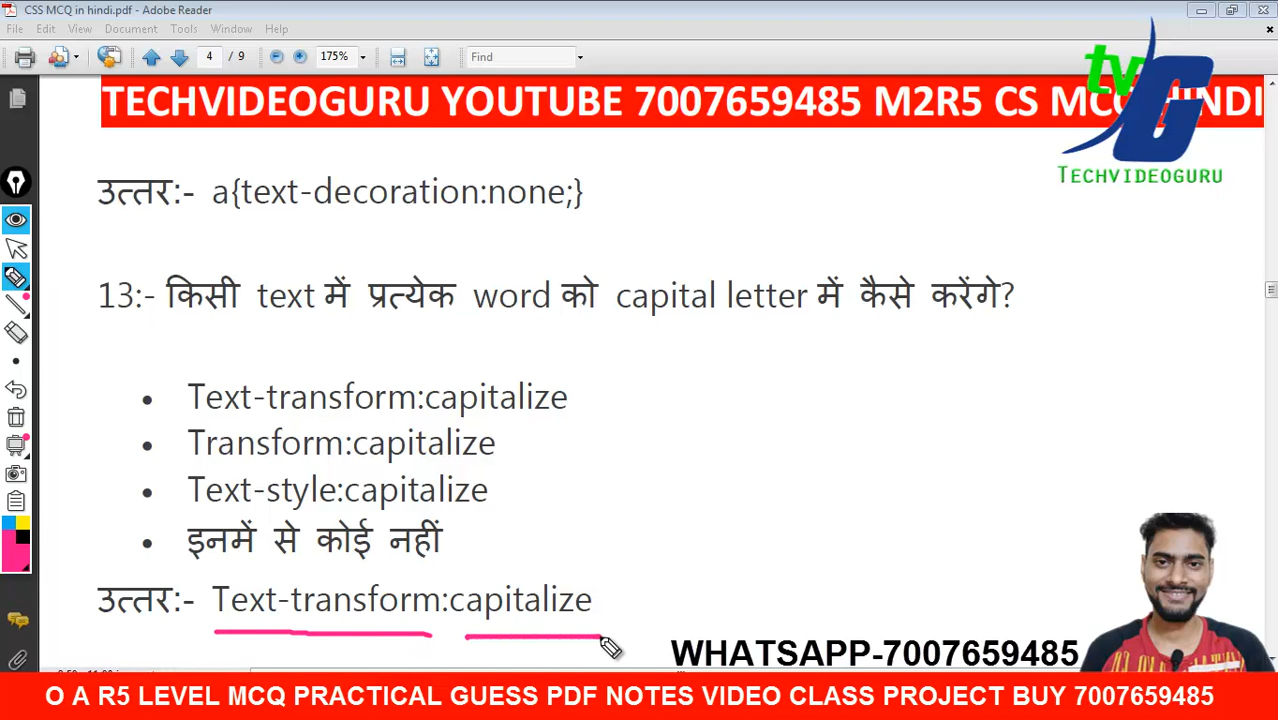 CSS MCQ in hindi.pdf - Adobe Reader
File Edit View Document Tools Window Help
4 / 9 175% Find
TECHVIDEOGURU YOUTUBE 7007659485 M2R5 CS MCQ HINDI
tvG
TECHVIDEOGURU
उत्तर:- a{text-decoration:none;}
13:- किसी text में प्रत्येक word को capital letter में कैसे करेंगे?
• Text-transform:capitalize
• Transform:capitalize
• Text-style:capitalize
• इनमें से कोई नहीं
उत्तर:- Text-transform:capitalize
WHATSAPP-7007659485
O A R5 LEVEL MCQ PRACTICAL GUESS PDF NOTES VIDEO CLASS PROJECT BUY 7007659485